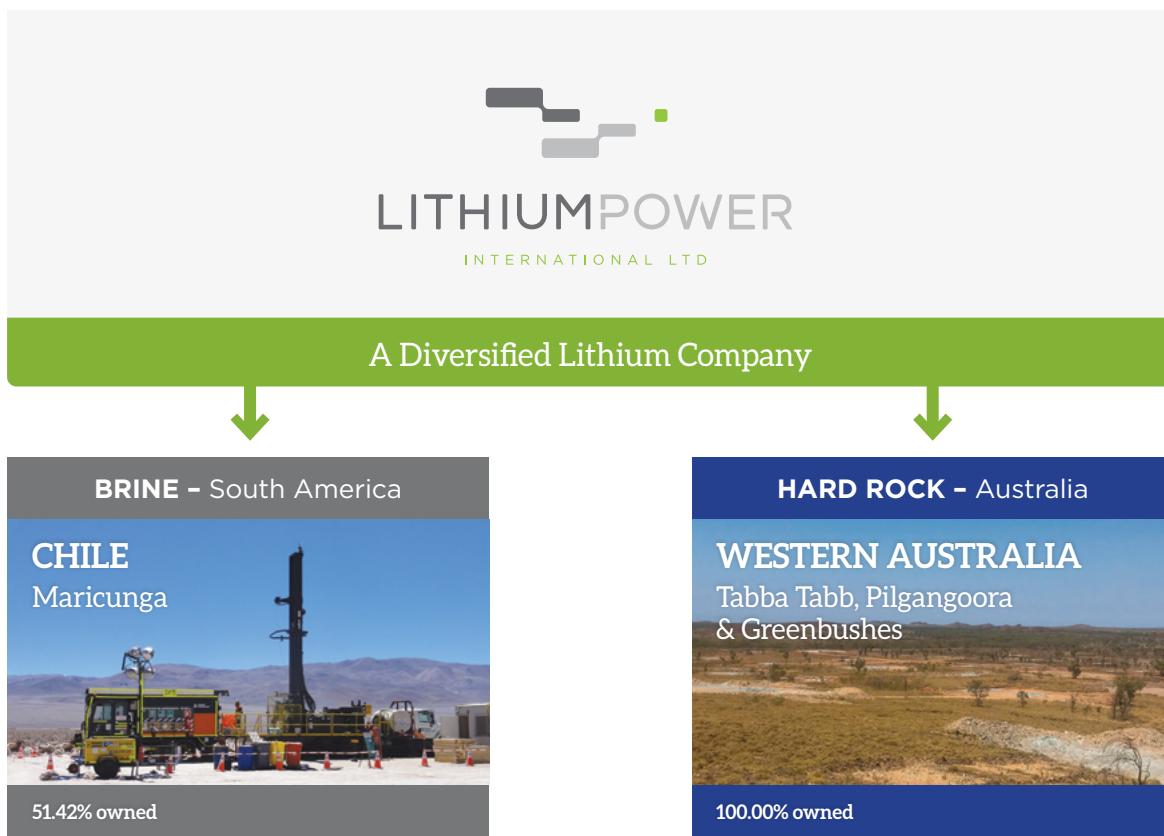 LITHIUMPOWER
INTERNATIONAL LTD
A Diversified Lithium Company
BRINE – South America
CHILE
Maricunga
51.42% owned
HARD ROCK – Australia
WESTERN AUSTRALIA
Tabba Tabb, Pilgangoora
& Greenbushes
100.00% owned